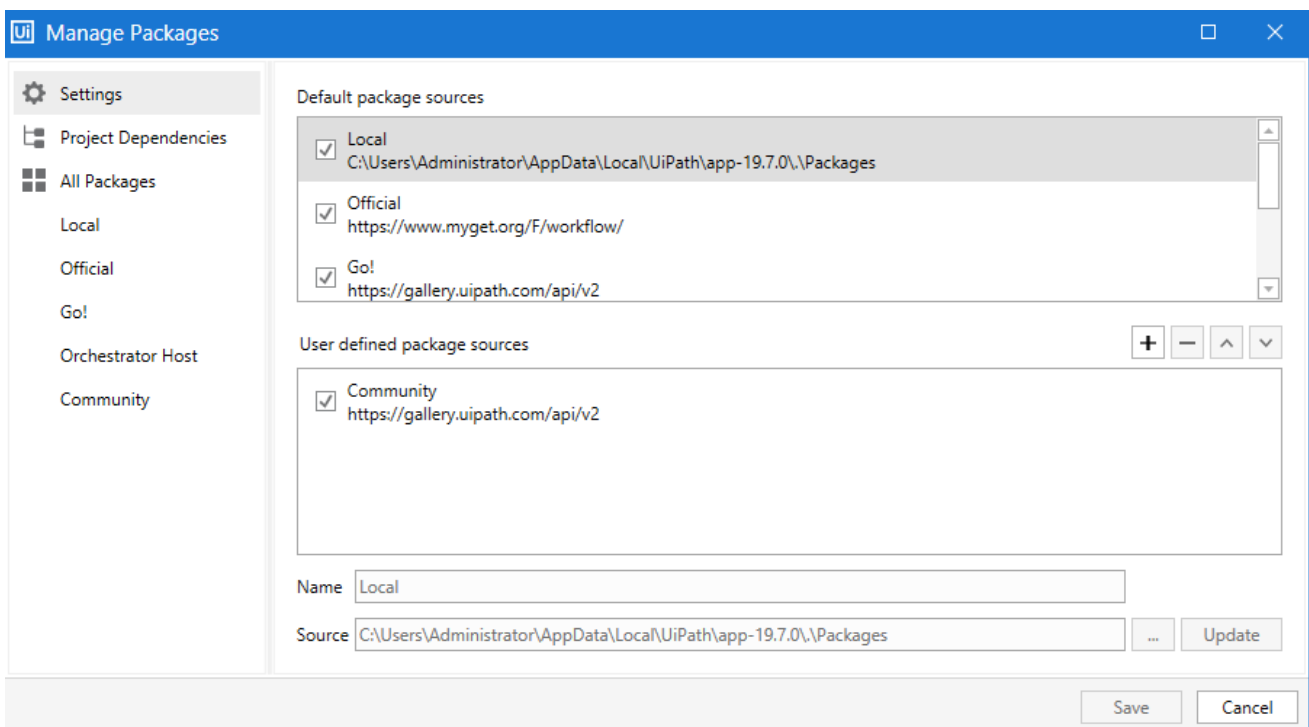 Ui Manage Packages
Settings
Project Dependencies
All Packages
Local
Official
Go!
Orchestrator Host
Community
Default package sources
Local
C:\Users\Administrator\AppData\Local\UiPath\app-19.7.0\.\Packages
Official
https://www.myget.org/F/workflow/
Go!
https://gallery.uipath.com/api/v2
User defined package sources
Community
https://gallery.uipath.com/api/v2
Name Local
Source C:\Users\Administrator\AppData\Local\UiPath\app-19.7.0\.\Packages ... Update
Save Cancel